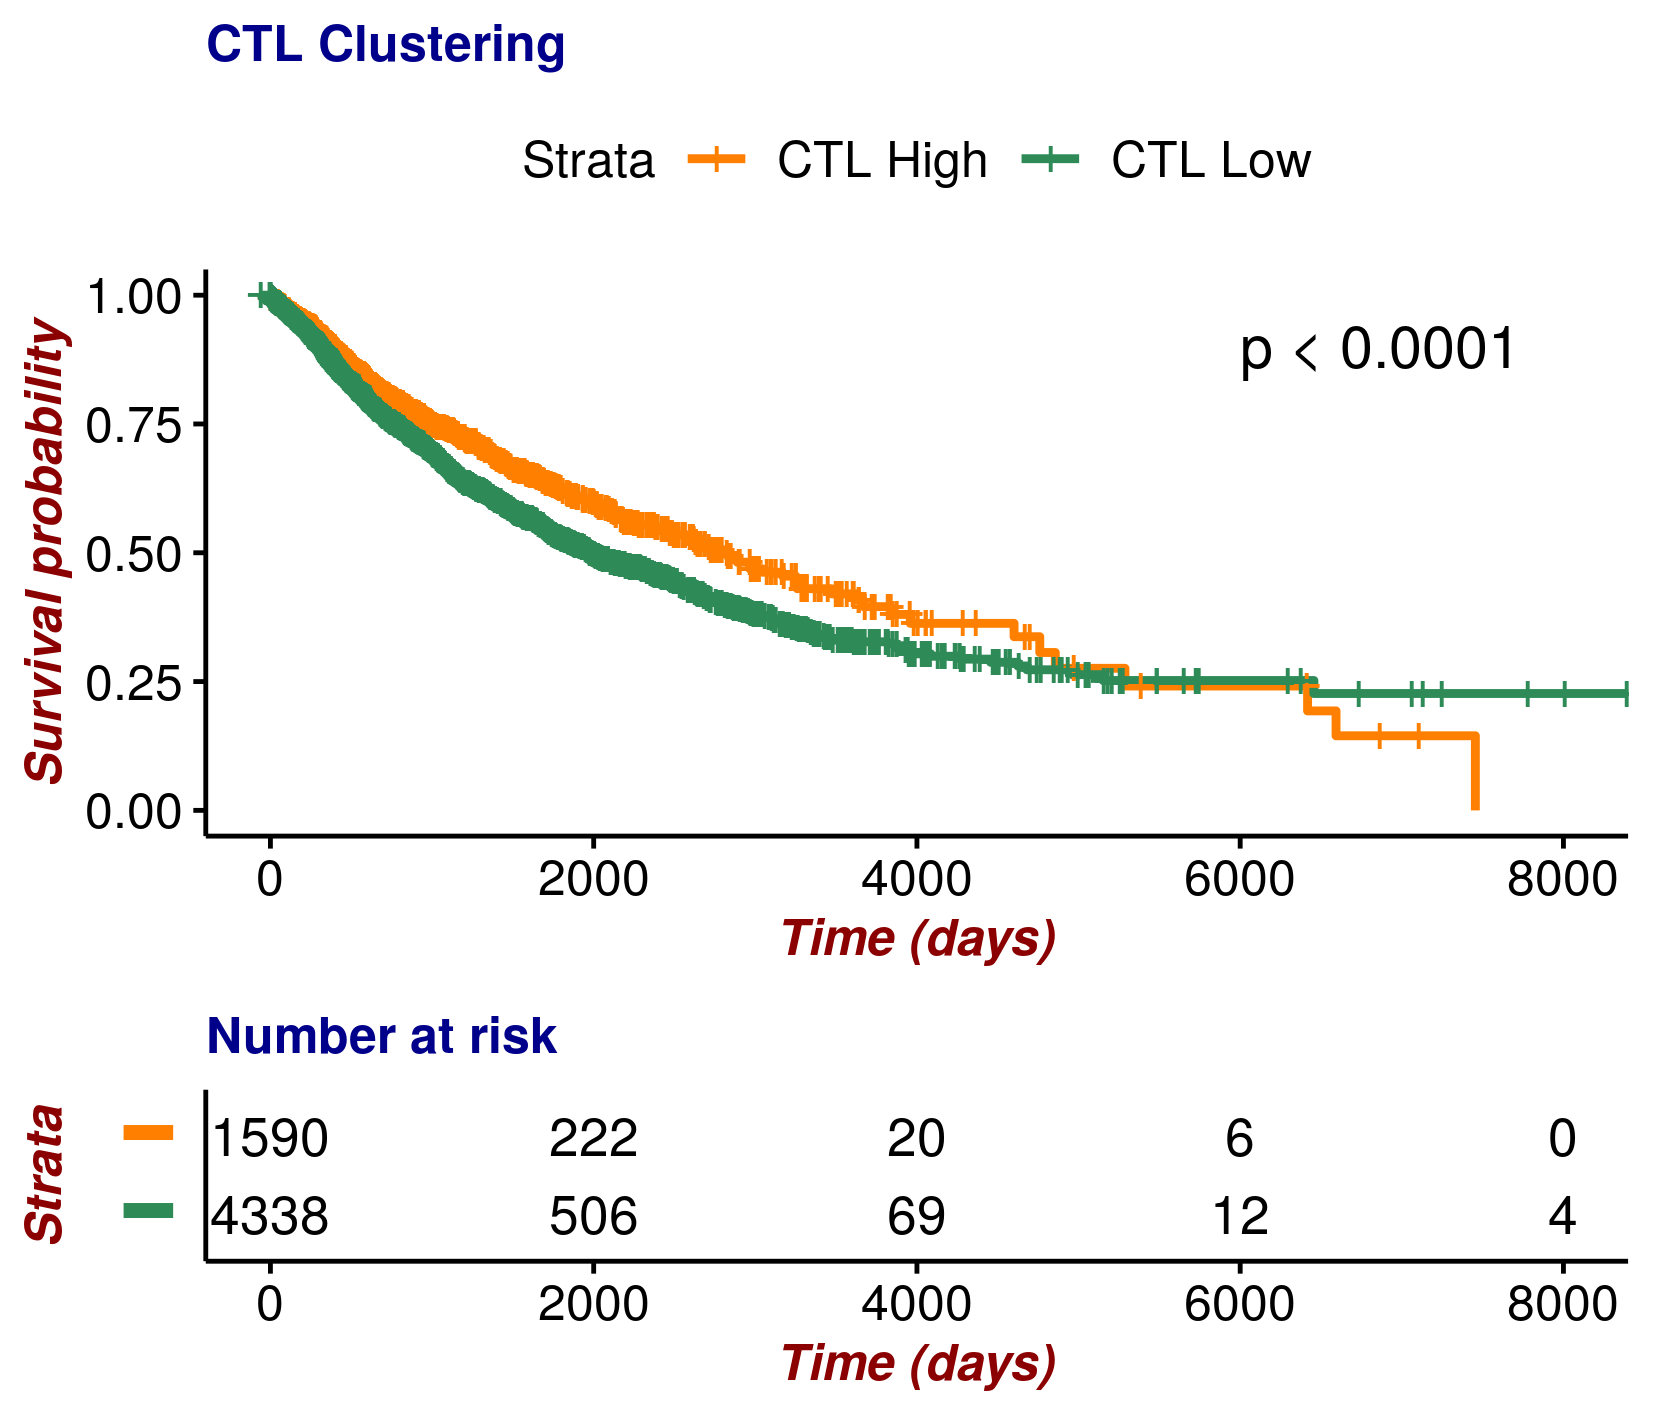 CTL Clustering
Strata CTL High CTL Low
Survival probability
1.00
0.75
0.50
0.25
0.00
p < 0.0001
0 2000 4000 6000 8000
Time (days)
Number at risk
Strata
1590 222 20 6 0
4338 506 69 12 4
0 2000 4000 6000 8000
Time (days)